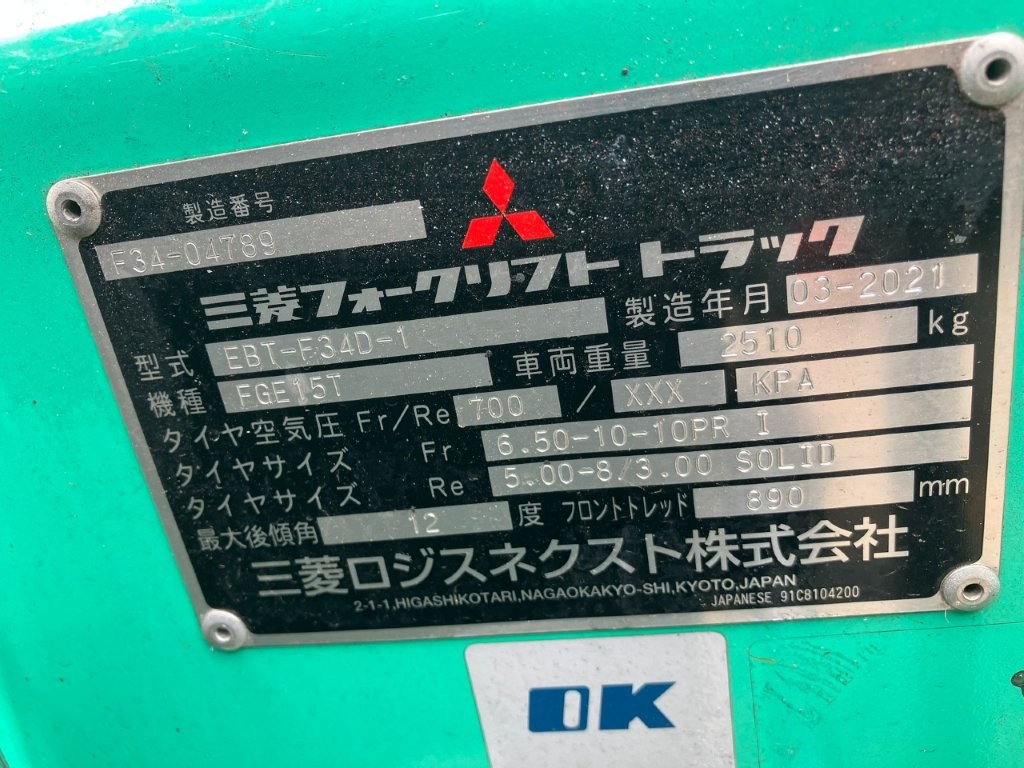 製造番号
F34-04789
三菱フォークリフト トラック
型式 EBT-F34D-1 製造年月 03-2021
機種 FGE15T 車両重量 2510 kg
タイヤ空気圧 Fr/Re 700 / XXX KPA
タイヤサイズ Fr 6.50-10-10PR I
タイヤサイズ Re 5.00-8/3.00 SOLID
最大後傾角 12 度 フロントトレッド 890 mm
三菱ロジスネクスト株式会社
2-1-1,HIGASHIKOTARI,NAGAOKAKYO-SHI,KYOTO,JAPAN
JAPANESE 91C8104200
OK